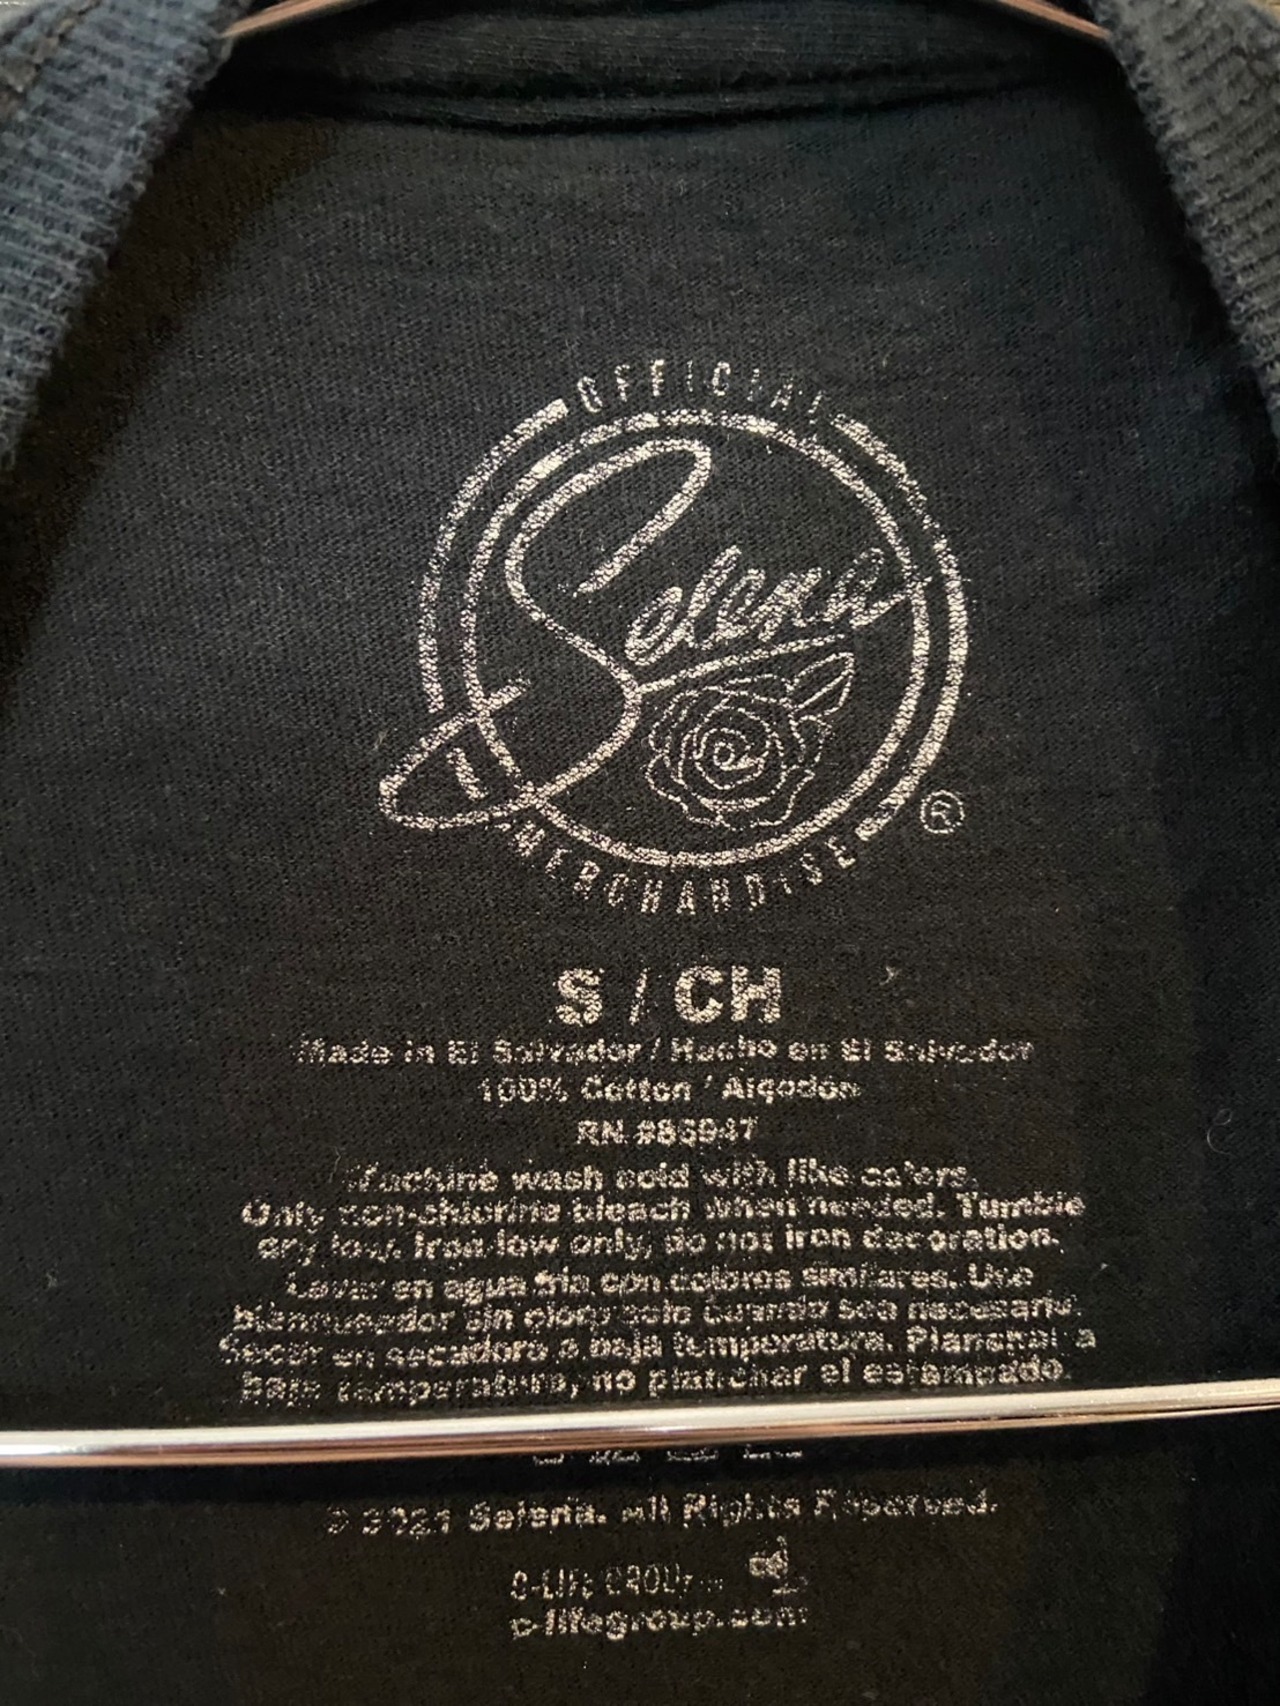 OFFICIAL
Selena
MERCHANDISE
®
S / CH
Made in El Salvador / Hecho en El Salvador
100% Cotton / Algodón
RN #85947
Machine wash cold with like colors.
Only non-chlorine bleach when needed. Tumble
dry low. Iron low only, do not iron decoration.
Lavar en agua fría con colores similares. Use
blanqueador sin cloro solo cuando sea necesario.
Secar en secadora a baja temperatura. Planchar a
baja temperatura, no planchar el estampado.
© 2021 Selena. All Rights Reserved.
C-LIFE GROUP
c-lifegroup.com